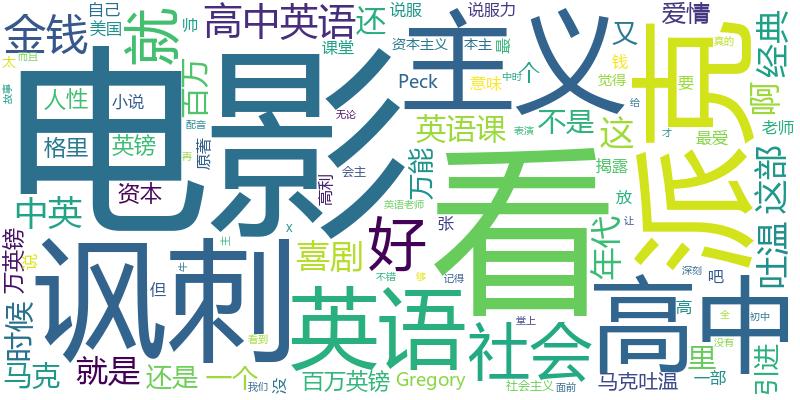 自己 说服 说服力 爱情 又 经典
美国 帅 高中英语 还 课堂 资本主义 本主 最 真的
金钱 就 主义 派克
太 而且 电影 个 钱 觉得 要
故事 小说 百万 Peck 意味 中时 给 啊
人性 配音 无论 英语课 不是 这 才 最爱 老师
格里 英镑 原著 再 表演 揭露
资本 高利 万能 放 这部
中英 会主 张 年代 让
万英镑 讽刺 英语老师 x 看 高中 吐温
说 好 喜剧 主 牛 不错 够 记得 深刻 全 初中
马时候 但 英语 社会 里 高 吧 没有 引进
马克 就是 还是 一个 看到 堂上
我们 没 百万英镑 Gregory 社会主义 面前 马克吐温 一部